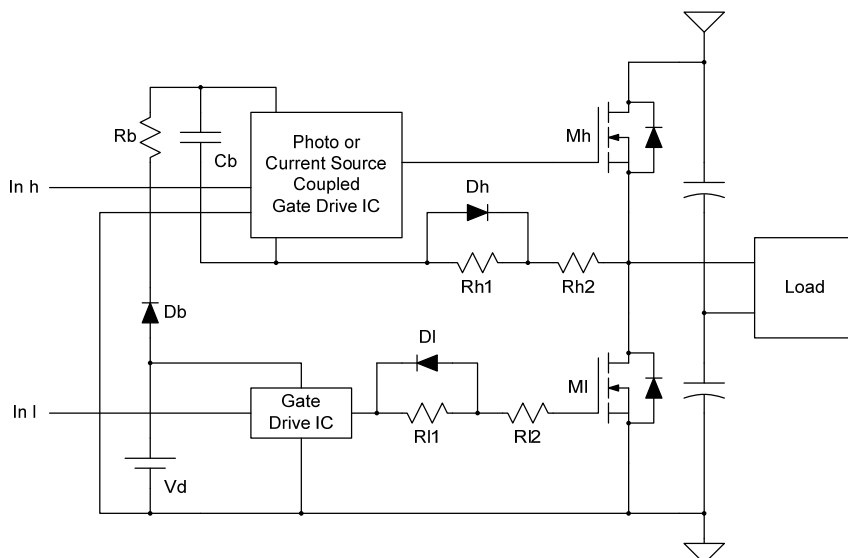 Rb
Cb
Photo or
Current Source
Coupled
Gate Drive IC
Mh
In h
Dh
Rh1
Rh2
Load
Db
Dl
Ml
In l
Gate
Drive IC
Rl1
Rl2
Vd